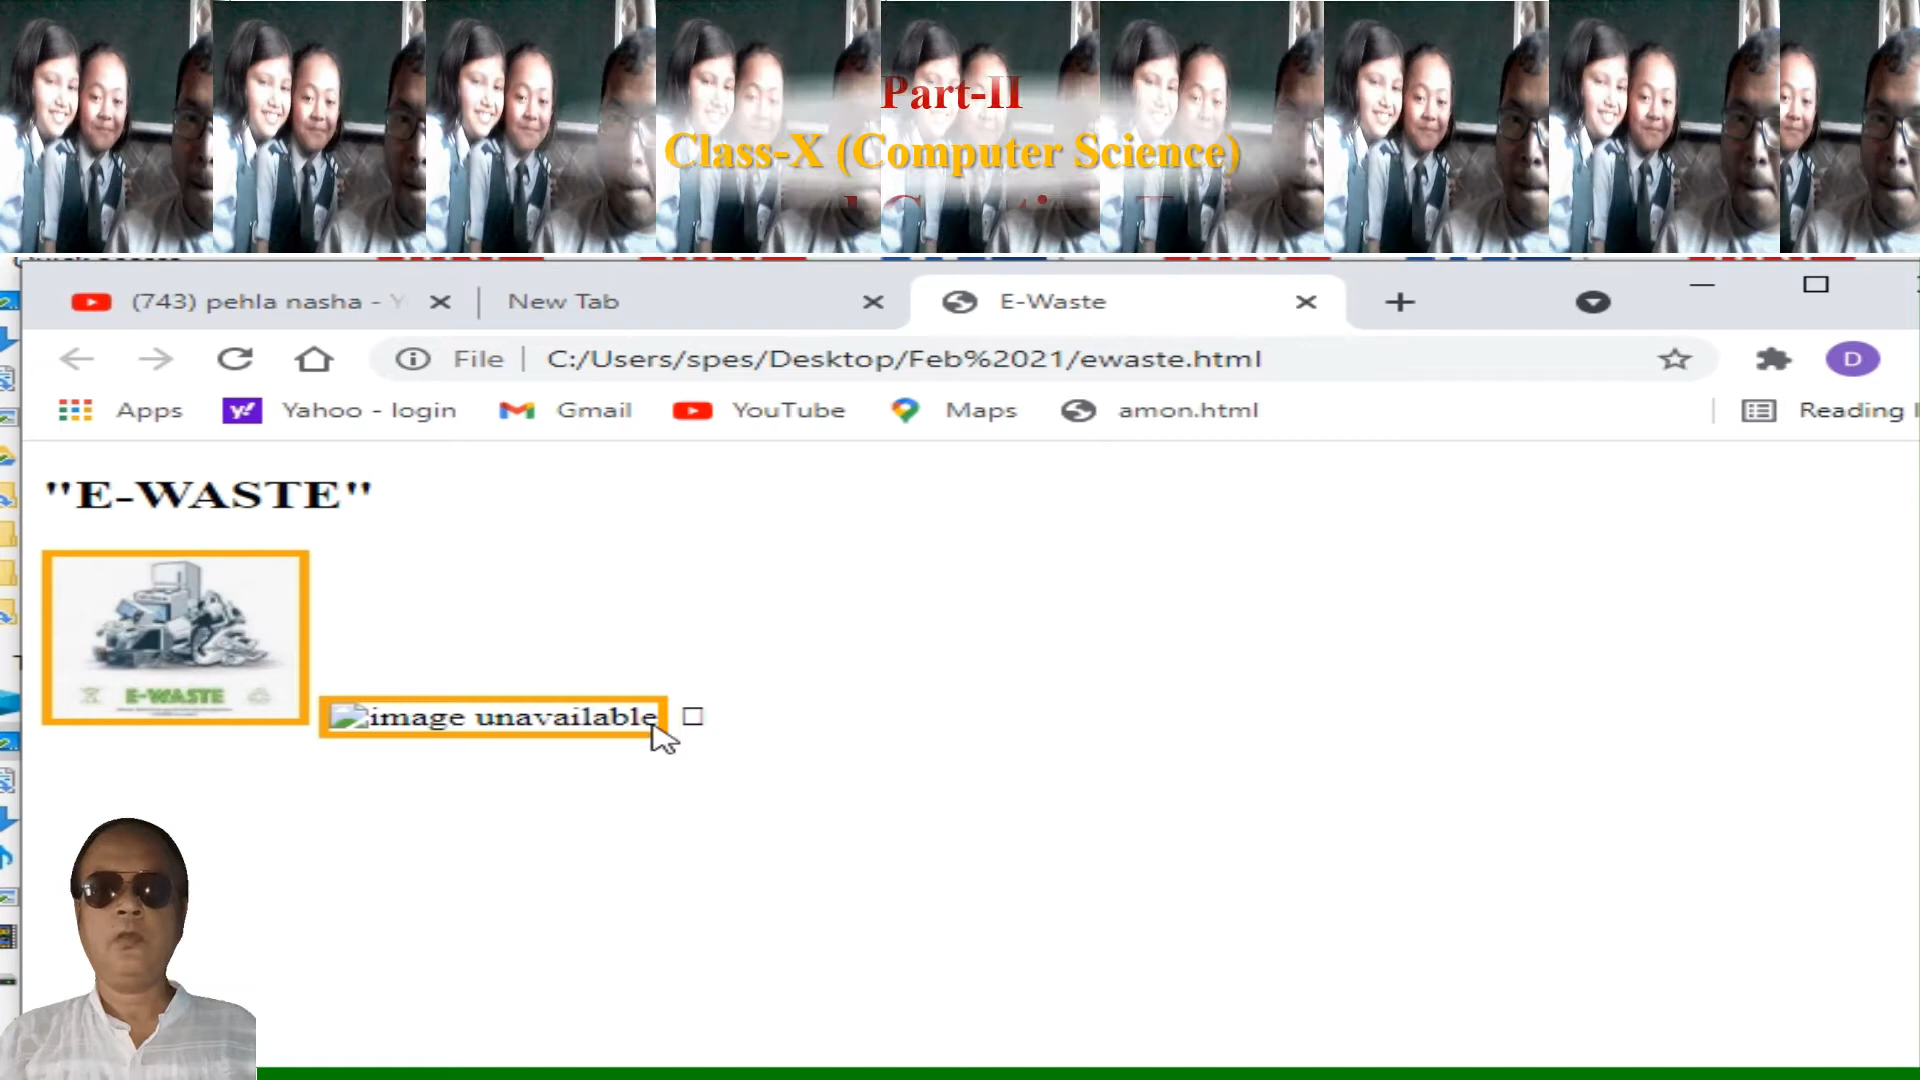 Part-II
Class-X (Computer Science)
(743) pehla nasha - Y
New Tab
E-Waste
File
C:/Users/spes/Desktop/Feb%2021/ewaste.html
D
Apps
y!
Yahoo - login
Gmail
YouTube
Maps
amon.html
Reading
"E-WASTE"
E-WASTE
image unavailable